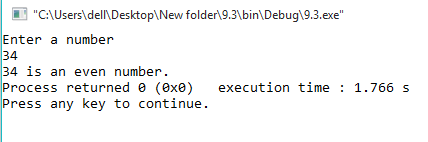 "C:\Users\dell\Desktop\New folder\9.3\bin\Debug\9.3.exe"
Enter a number
34
34 is an even number.
Process returned 0 (0x0)   execution time : 1.766 s
Press any key to continue.